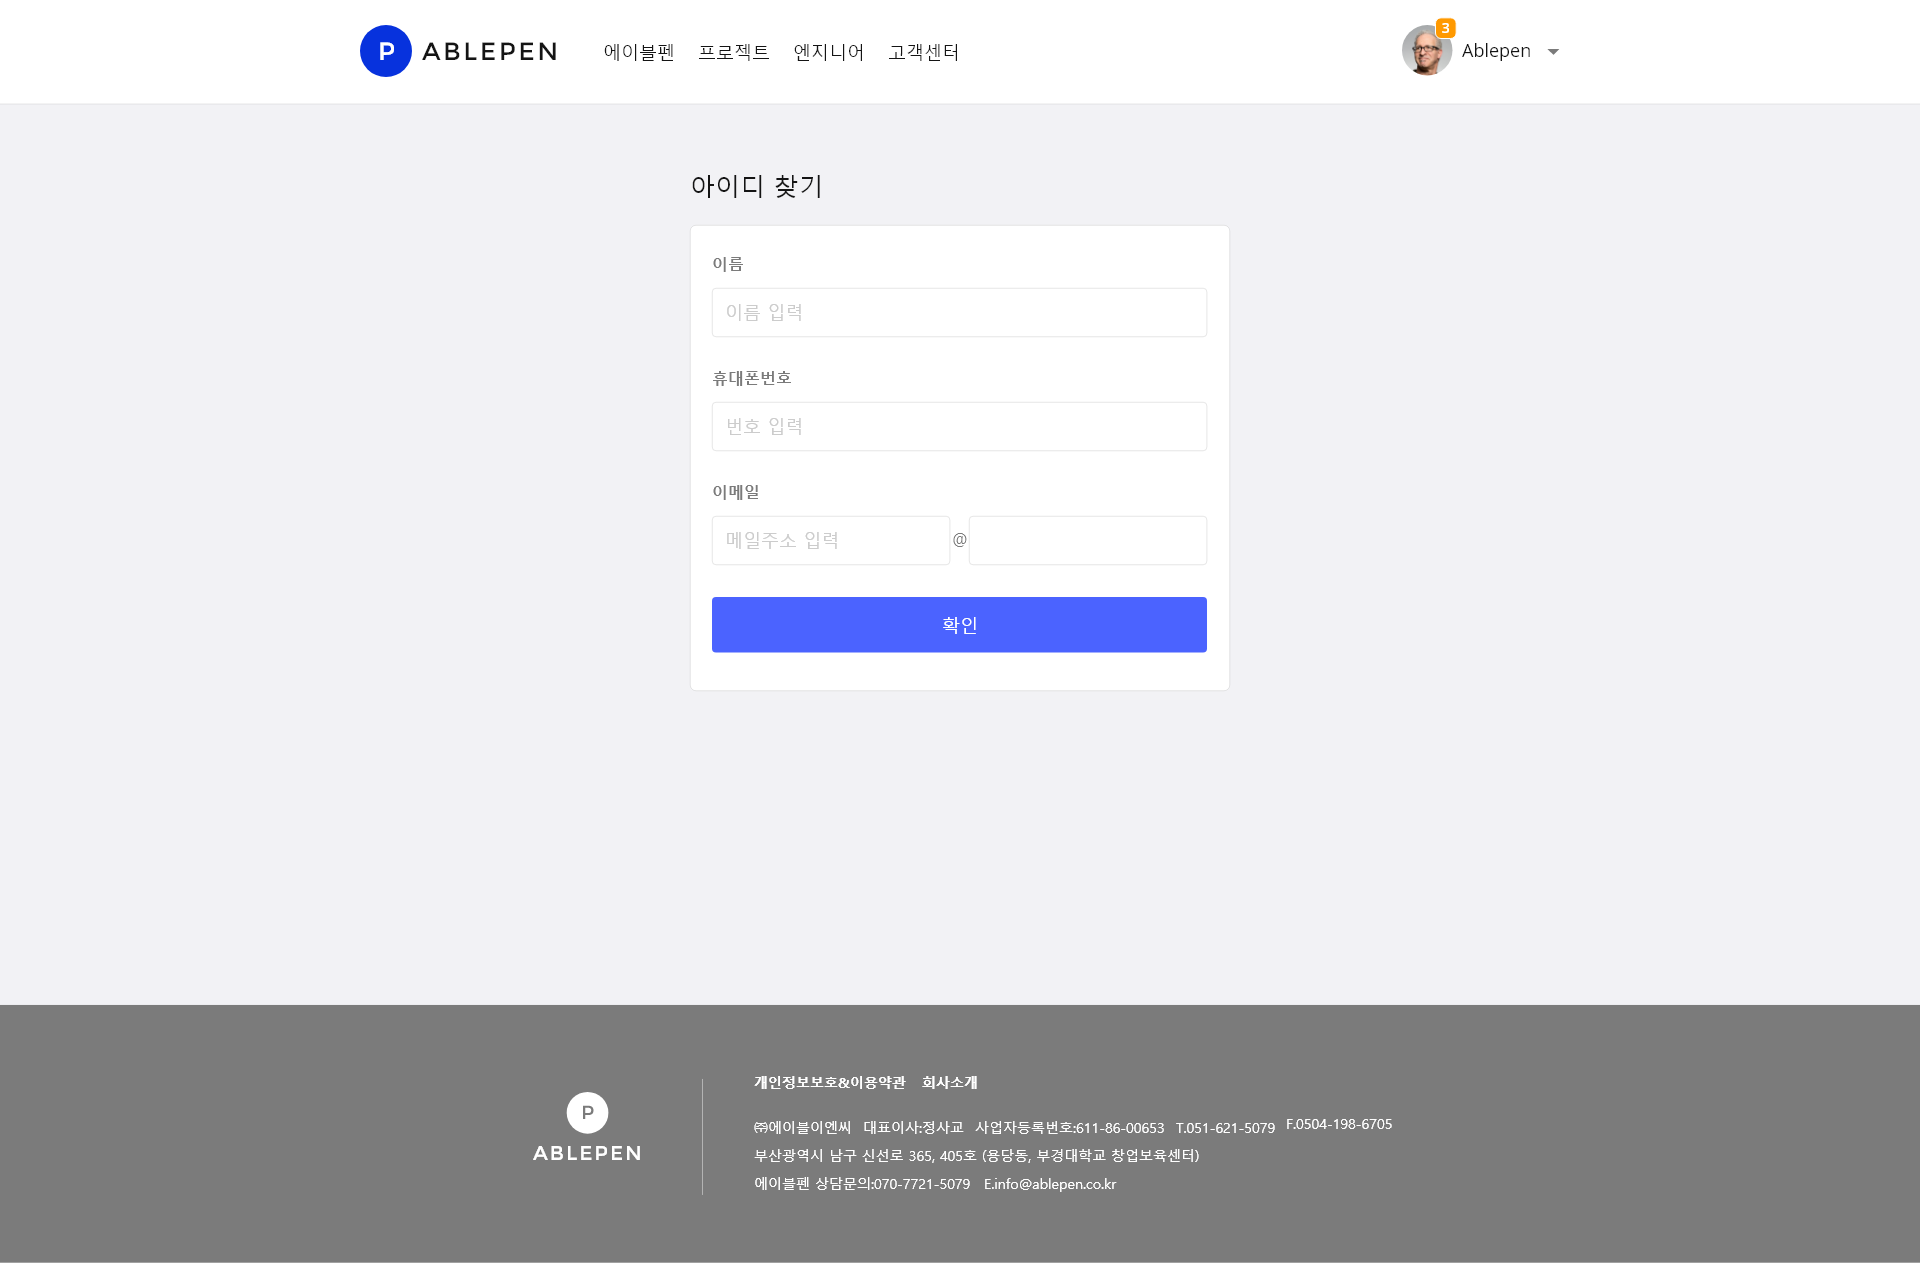 P ABLEPEN 에이블펜 프로젝트 엔지니어 고객센터 3 Ablepen
아이디 찾기
이름
이름 입력
휴대폰번호
번호 입력
이메일
메일주소 입력 @
확인
개인정보보호&이용약관 회사소개
P
ABLEPEN
㈜에이블이엔씨 대표이사:정사교 사업자등록번호:611-86-00653 T.051-621-5079 F.0504-198-6705
부산광역시 남구 신선로 365, 405호 (용당동, 부경대학교 창업보육센터)
에이블펜 상담문의:070-7721-5079 E.info@ablepen.co.kr